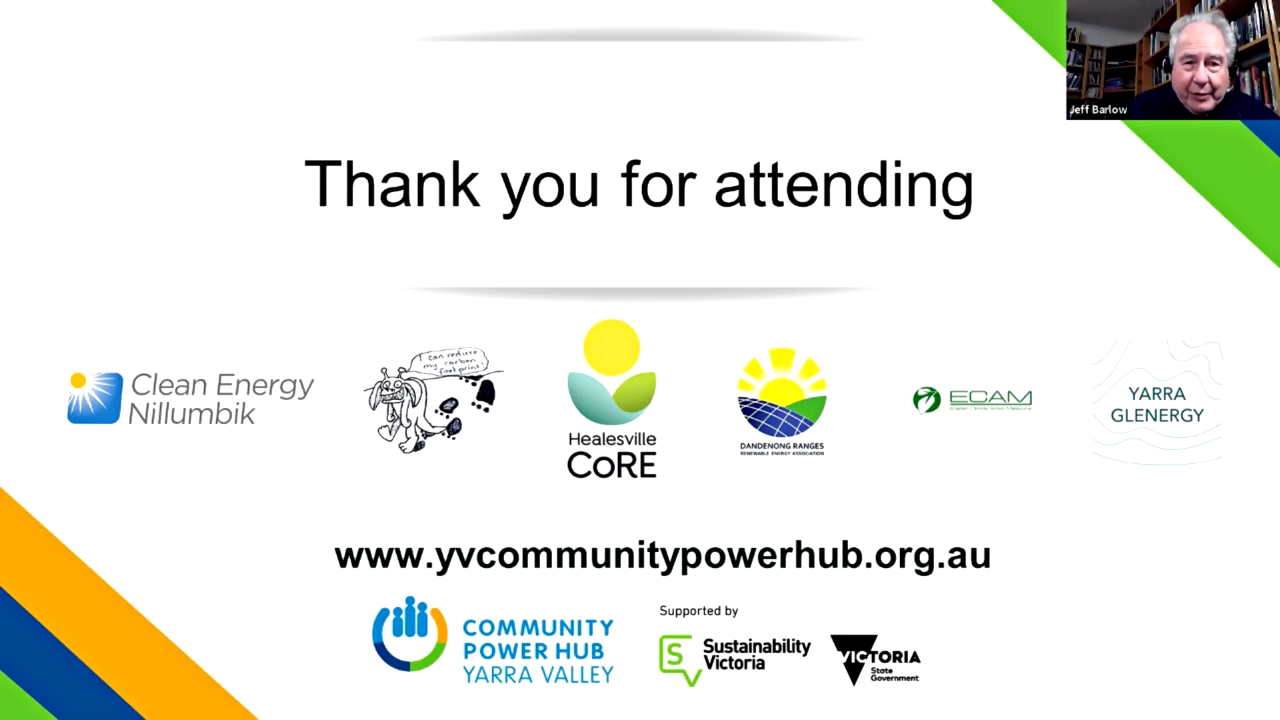 Jeff Barlow
Thank you for attending
Clean Energy
Nillumbik
I can reduce
my carbon
footprint!
Healesville
CoRE
DANDENONG RANGES
RENEWABLE ENERGY ASSOCIATION
ECAM
YARRA
GLENERGY
www.yvcommunitypowerhub.org.au
COMMUNITY
POWER HUB
YARRA VALLEY
Supported by
S
Sustainability
Victoria
VICTORIA
State
Government